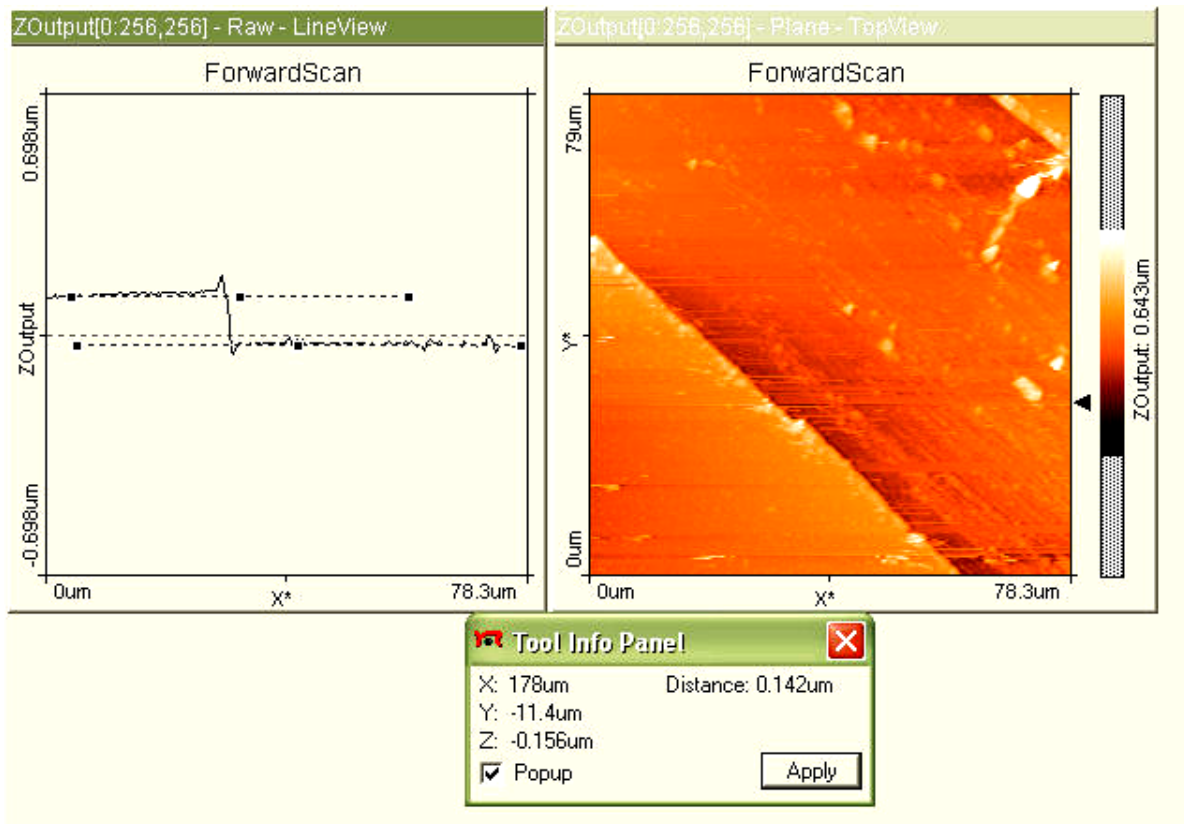 ZOutput[0:256,256] - Raw - LineView
ForwardScan
0.698um
ZOutput
-0.698um
0um
X*
78.3um
ZOutput[0:256,256] - Plane - TopView
ForwardScan
79um
Y*
0um
0um
X*
78.3um
ZOutput: 0.643um
Tool Info Panel
X: 178um Distance: 0.142um
Y: -11.4um
Z: -0.156um
Popup
Apply